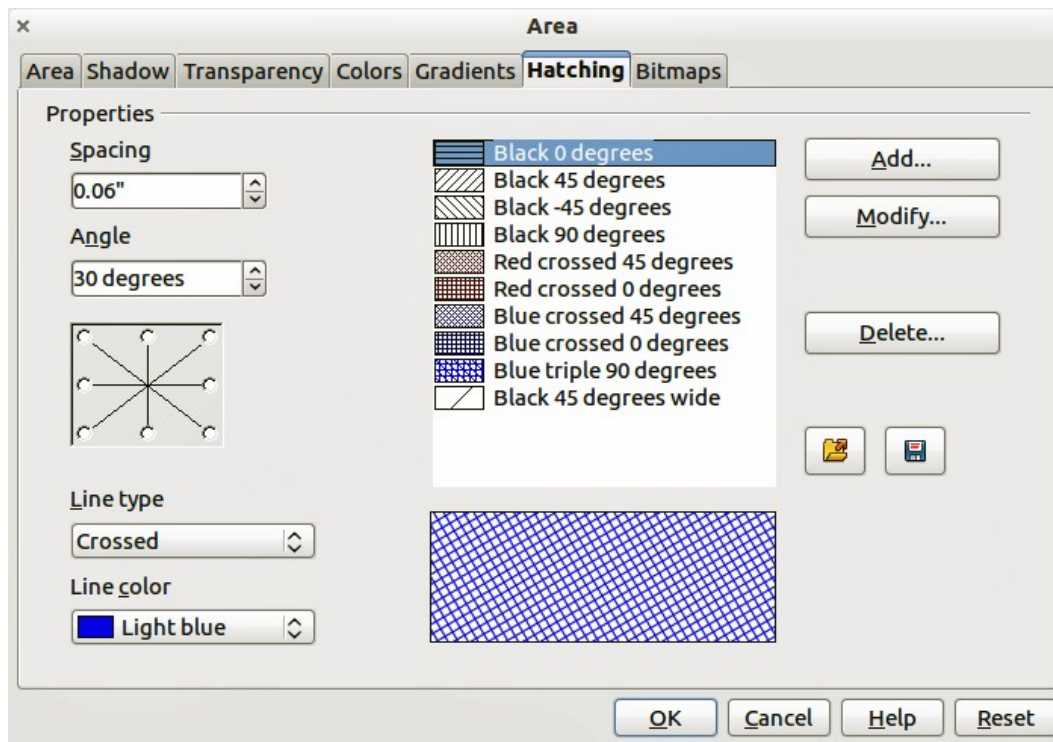 Area
Area Shadow Transparency Colors Gradients Hatching Bitmaps
Properties
Spacing
0.06"
Angle
30 degrees
Line type
Crossed
Line color
Light blue
Black 0 degrees
Black 45 degrees
Black -45 degrees
Black 90 degrees
Red crossed 45 degrees
Red crossed 0 degrees
Blue crossed 45 degrees
Blue crossed 0 degrees
Blue triple 90 degrees
Black 45 degrees wide
Add...
Modify...
Delete...
OK Cancel Help Reset